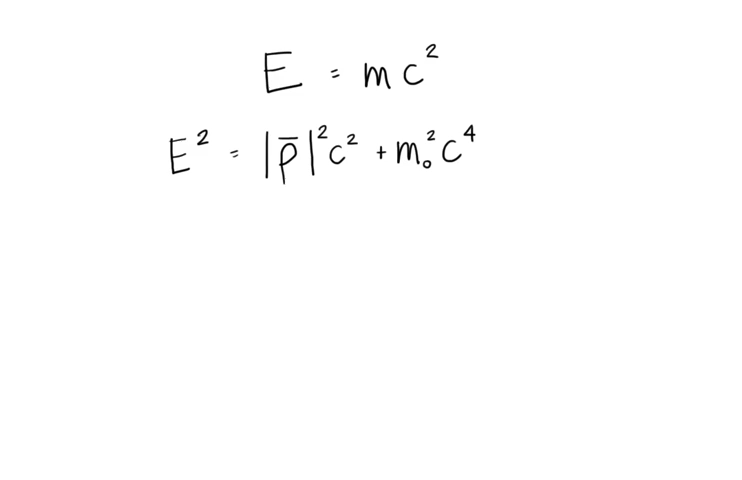 E = mc²
E² = |p̄|²c² + m₀²c⁴